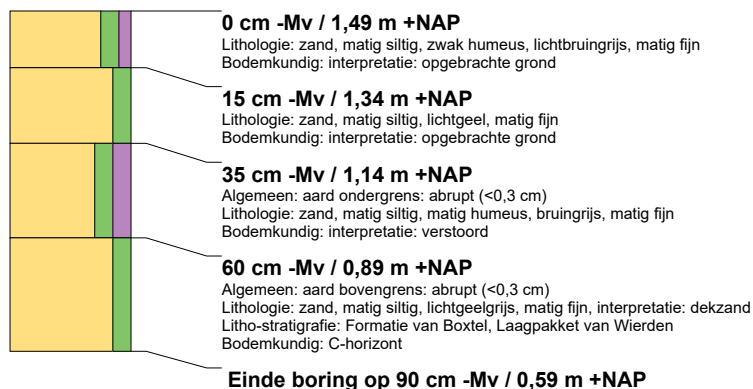 0 cm -Mv / 1,49 m +NAP
Lithologie: zand, matig siltig, zwak humeus, lichtbruingrijs, matig fijn
Bodemkundig: interpretatie: opgebrachte grond
15 cm -Mv / 1,34 m +NAP
Lithologie: zand, matig siltig, lichtgeel, matig fijn
Bodemkundig: interpretatie: opgebrachte grond
35 cm -Mv / 1,14 m +NAP
Algemeen: aard ondergrens: abrupt (<0,3 cm)
Lithologie: zand, matig siltig, matig humeus, bruingrijs, matig fijn
Bodemkundig: interpretatie: verstoord
60 cm -Mv / 0,89 m +NAP
Algemeen: aard bovengrens: abrupt (<0,3 cm)
Lithologie: zand, matig siltig, lichtgeelgrijs, matig fijn, interpretatie: dekzand
Litho-stratigrafie: Formatie van Boxtel, Laagpakket van Wierden
Bodemkundig: C-horizont
Einde boring op 90 cm -Mv / 0,59 m +NAP